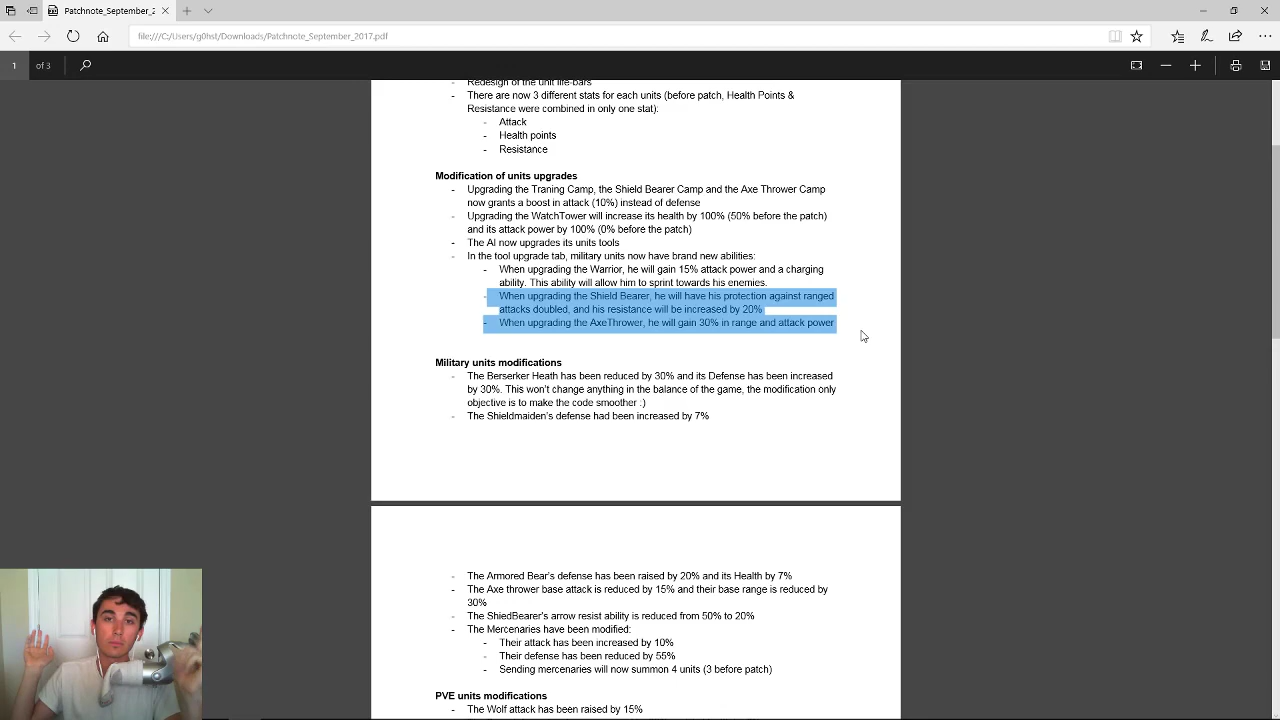 Patchnote_September_2
file:///C:/Users/g0hst/Downloads/Patchnote_September_2017.pdf
1 of 3
Redesign of the unit life-bars
- There are now 3 different stats for each units (before patch, Health Points &
Resistance were combined in only one stat):
- Attack
- Health points
- Resistance
Modification of units upgrades
- Upgrading the Traning Camp, the Shield Bearer Camp and the Axe Thrower Camp
now grants a boost in attack (10%) instead of defense
- Upgrading the WatchTower will increase its health by 100% (50% before the patch)
and its attack power by 100% (0% before the patch)
- The AI now upgrades its units tools
- In the tool upgrade tab, military units now have brand new abilities:
- When upgrading the Warrior, he will gain 15% attack power and a charging
ability. This ability will allow him to sprint towards his enemies.
- When upgrading the Shield Bearer, he will have his protection against ranged
attacks doubled, and his resistance will be increased by 20%
- When upgrading the AxeThrower, he will gain 30% in range and attack power
Military units modifications
- The Berserker Heath has been reduced by 30% and its Defense has been increased
by 30%. This won't change anything in the balance of the game, the modification only
objective is to make the code smoother :)
- The Shieldmaiden's defense had been increased by 7%
- The Armored Bear's defense has been raised by 20% and its Health by 7%
- The Axe thrower base attack is reduced by 15% and their base range is reduced by
30%
- The ShiedBearer's arrow resist ability is reduced from 50% to 20%
- The Mercenaries have been modified:
- Their attack has been increased by 10%
- Their defense has been reduced by 55%
- Sending mercenaries will now summon 4 units (3 before patch)
PVE units modifications
- The Wolf attack has been raised by 15%